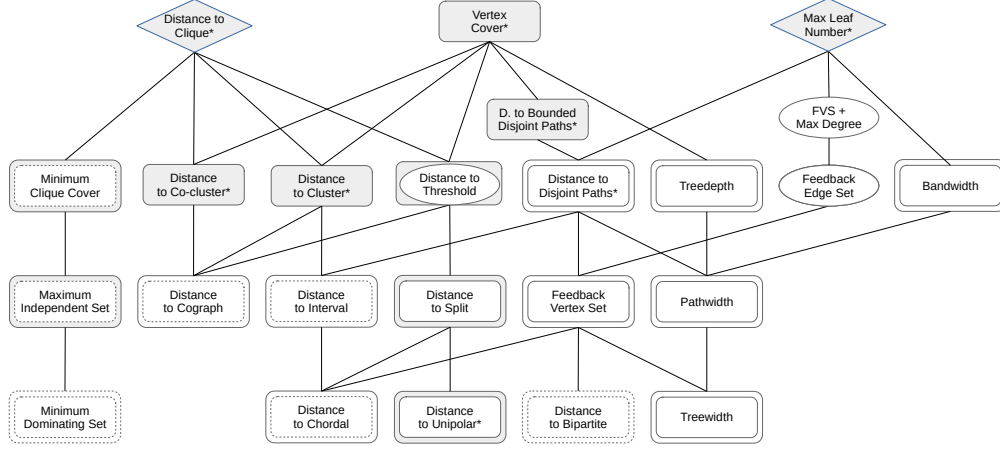 Distance to
Clique*
Vertex
Cover*
Max Leaf
Number*
D. to Bounded
Disjoint Paths*
FVS +
Max Degree
Minimum
Clique Cover
Distance
to Co-cluster*
Distance
to Cluster*
Distance to
Threshold
Distance to
Disjoint Paths*
Treedepth
Feedback
Edge Set
Bandwidth
Maximum
Independent Set
Distance
to Cograph
Distance
to Interval
Distance
to Split
Feedback
Vertex Set
Pathwidth
Minimum
Dominating Set
Distance
to Chordal
Distance
to Unipolar*
Distance
to Bipartite
Treewidth